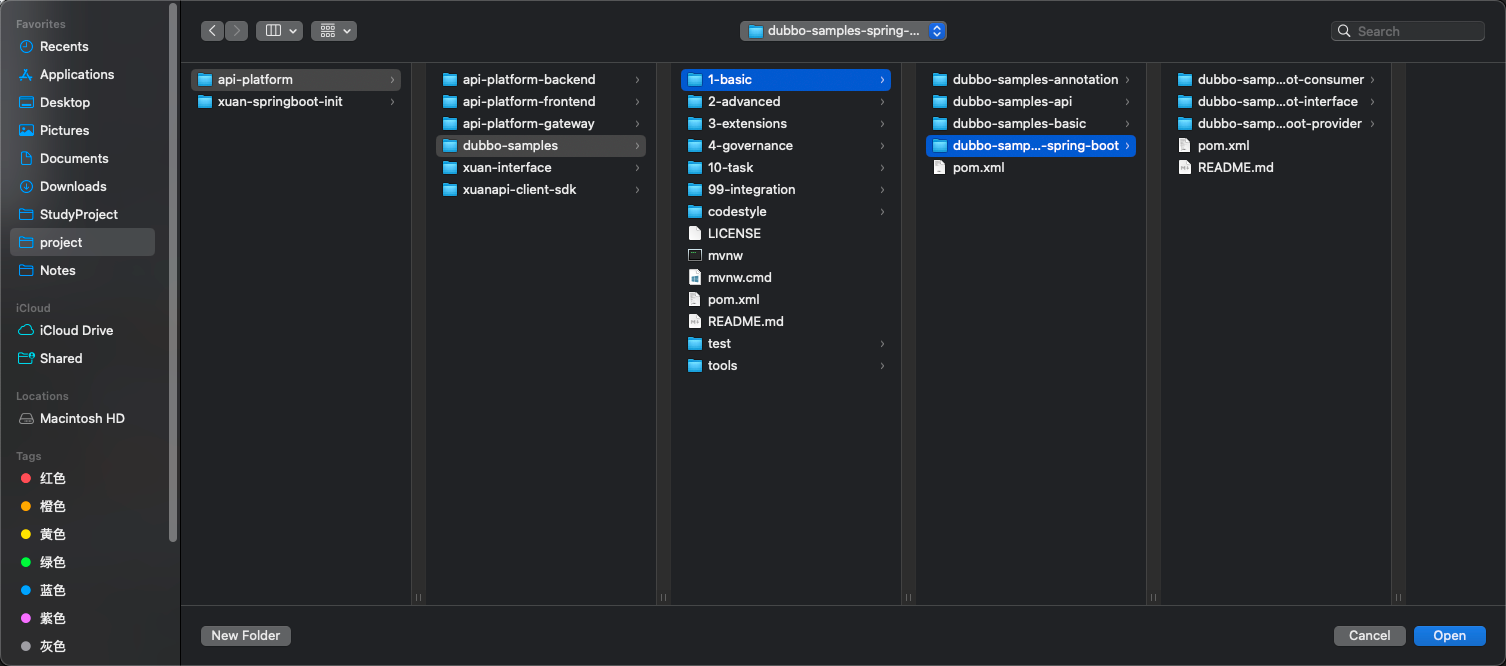 Favorites
Recents
Applications
Desktop
Pictures
Documents
Downloads
StudyProject
project
Notes
iCloud
iCloud Drive
Shared
Locations
Macintosh HD
Tags
红色
橙色
黄色
绿色
蓝色
紫色
灰色
dubbo-samples-spring-...
Search
api-platform
xuan-springboot-init
api-platform-backend
api-platform-frontend
api-platform-gateway
dubbo-samples
xuan-interface
xuanapi-client-sdk
1-basic
2-advanced
3-extensions
4-governance
10-task
99-integration
codestyle
LICENSE
mvnw
mvnw.cmd
pom.xml
README.md
test
tools
dubbo-samples-annotation
dubbo-samples-api
dubbo-samples-basic
dubbo-samp...-spring-boot
pom.xml
dubbo-samp...ot-consumer
dubbo-samp...ot-interface
dubbo-samp...oot-provider
pom.xml
README.md
New Folder
Cancel
Open